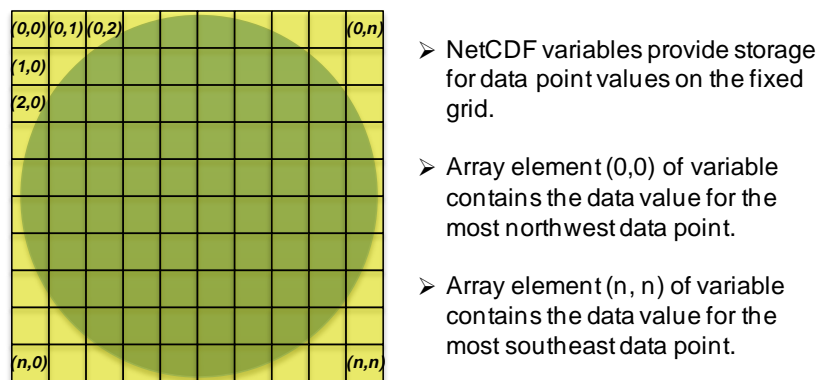 (0,0) (0,1) (0,2) (0,n)
(1,0)
(2,0)
(n,0) (n,n)
➢ NetCDF variables provide storage
for data point values on the fixed
grid.
➢ Array element (0,0) of variable
contains the data value for the
most northwest data point.
➢ Array element (n, n) of variable
contains the data value for the
most southeast data point.